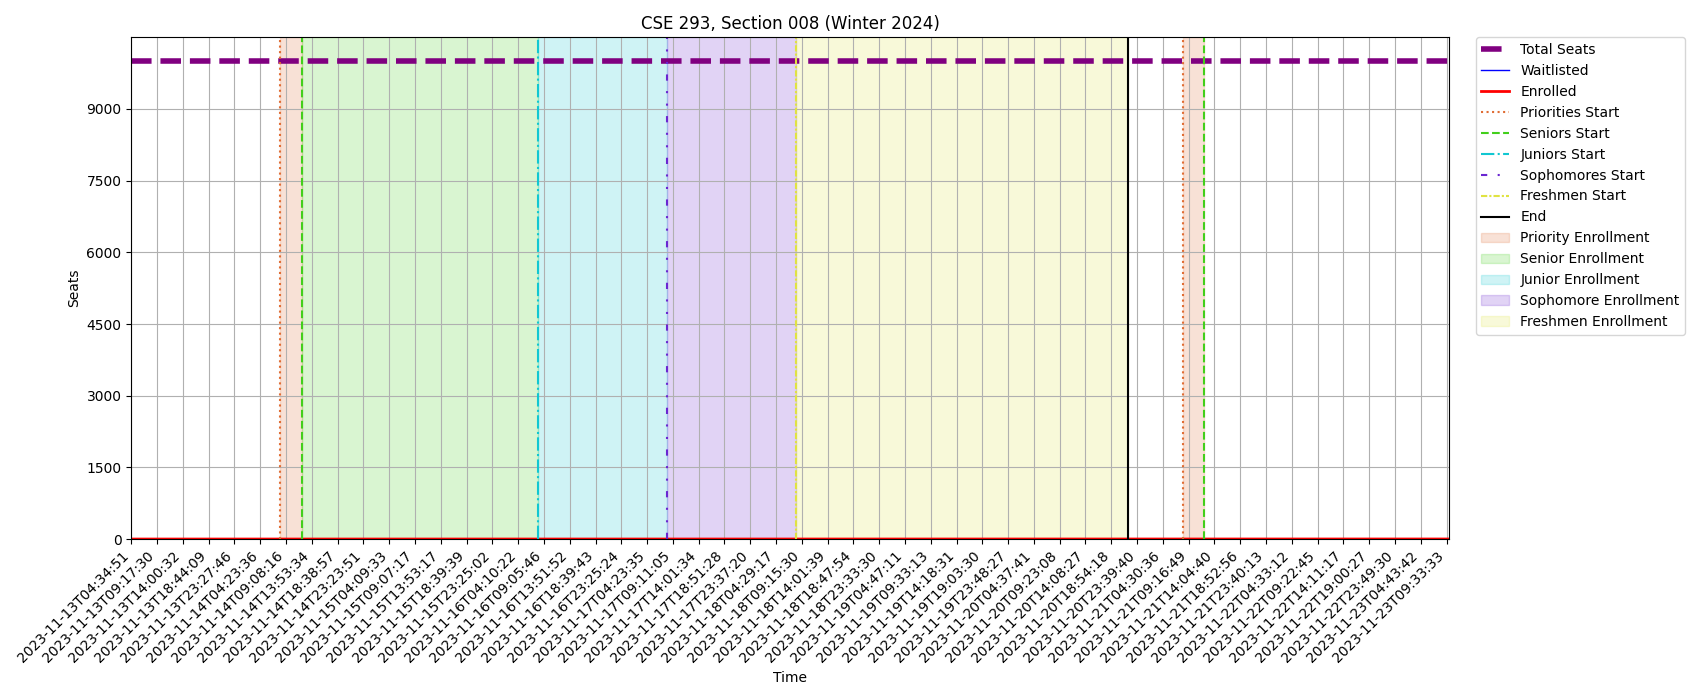 CSE 293, Section 008 (Winter 2024)
Seats
9000
7500
6000
4500
3000
1500
0
2023-11-13T04:34:51
2023-11-13T09:17:30
2023-11-13T14:00:32
2023-11-13T18:44:09
2023-11-13T23:27:46
2023-11-14T04:23:36
2023-11-14T09:08:16
2023-11-14T13:53:34
2023-11-14T18:38:57
2023-11-14T23:23:51
2023-11-15T04:09:33
2023-11-15T09:07:17
2023-11-15T13:53:17
2023-11-15T18:39:39
2023-11-15T23:25:02
2023-11-16T04:10:22
2023-11-16T09:05:46
2023-11-16T13:51:52
2023-11-16T18:39:43
2023-11-16T23:25:24
2023-11-17T04:23:35
2023-11-17T09:11:05
2023-11-17T14:01:34
2023-11-17T18:51:28
2023-11-17T23:37:20
2023-11-18T04:29:17
2023-11-18T09:15:30
2023-11-18T14:01:39
2023-11-18T18:47:54
2023-11-18T23:33:30
2023-11-19T04:47:11
2023-11-19T09:33:13
2023-11-19T14:18:31
2023-11-19T19:03:30
2023-11-19T23:48:27
2023-11-20T04:37:41
2023-11-20T09:23:08
2023-11-20T14:08:27
2023-11-20T18:54:18
2023-11-20T23:39:40
2023-11-21T04:30:36
2023-11-21T09:16:49
2023-11-21T14:04:40
2023-11-21T18:52:56
2023-11-21T23:40:13
2023-11-22T04:33:12
2023-11-22T09:22:45
2023-11-22T14:11:17
2023-11-22T19:00:27
2023-11-22T23:49:30
2023-11-23T04:43:42
2023-11-23T09:33:33
Time
Total Seats
Waitlisted
Enrolled
Priorities Start
Seniors Start
Juniors Start
Sophomores Start
Freshmen Start
End
Priority Enrollment
Senior Enrollment
Junior Enrollment
Sophomore Enrollment
Freshmen Enrollment